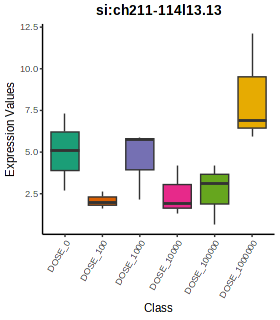 si:ch211-114l13.13
Expression Values
12.5
10.0
7.5
5.0
2.5
DOSE_0
DOSE_100
DOSE_1000
DOSE_10000
DOSE_100000
DOSE_1000000
Class